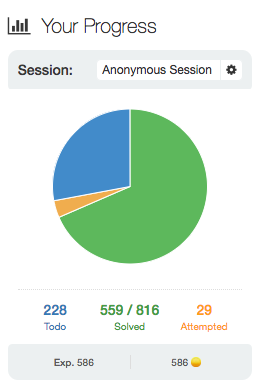 Your Progress
Session: Anonymous Session
228 559 / 816 29
Todo Solved Attempted
Exp. 586 586